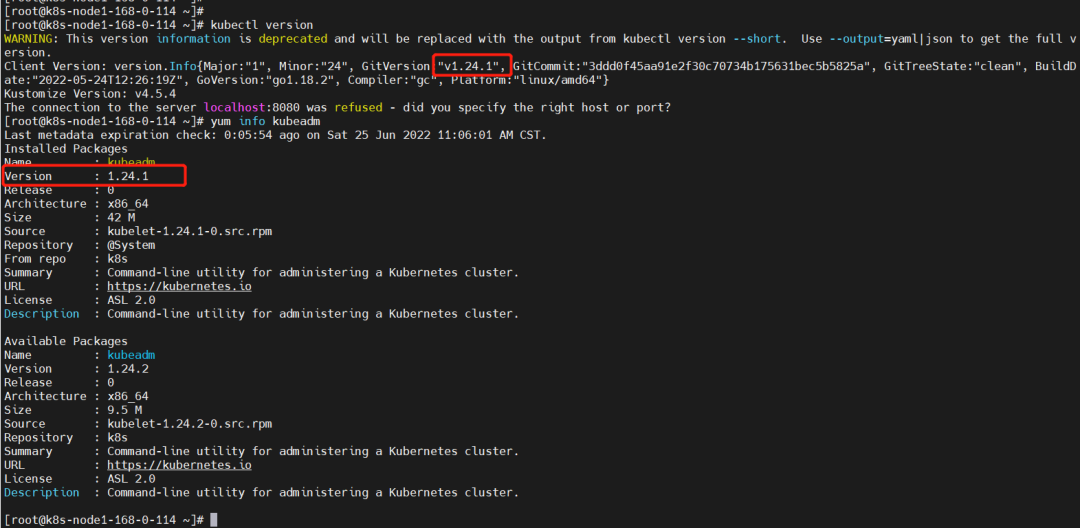 [root@k8s-node1-168-0-114 ~]#
[root@k8s-node1-168-0-114 ~]# kubectl version
WARNING: This version information is deprecated and will be replaced with the output from kubectl version --short.  Use --output=yaml|json to get the full v
ersion.
Client Version: version.Info{Major:"1", Minor:"24", GitVersion:"v1.24.1", GitCommit:"3ddd0f45aa91e2f30c70734b175631bec5b5825a", GitTreeState:"clean", BuildD
ate:"2022-05-24T12:26:19Z", GoVersion:"go1.18.2", Compiler:"gc", Platform:"linux/amd64"}
Kustomize Version: v4.5.4
The connection to the server localhost:8080 was refused - did you specify the right host or port?
[root@k8s-node1-168-0-114 ~]# yum info kubeadm
Last metadata expiration check: 0:05:54 ago on Sat 25 Jun 2022 11:06:01 AM CST.
Installed Packages
Name         : kubeadm
Version      : 1.24.1
Release      : 0
Architecture : x86_64
Size         : 42 M
Source       : kubelet-1.24.1-0.src.rpm
Repository   : @System
From repo    : k8s
Summary      : Command-line utility for administering a Kubernetes cluster.
URL          : https://kubernetes.io
License      : ASL 2.0
Description  : Command-line utility for administering a Kubernetes cluster.

Available Packages
Name         : kubeadm
Version      : 1.24.2
Release      : 0
Architecture : x86_64
Size         : 9.5 M
Source       : kubelet-1.24.2-0.src.rpm
Repository   : k8s
Summary      : Command-line utility for administering a Kubernetes cluster.
URL          : https://kubernetes.io
License      : ASL 2.0
Description  : Command-line utility for administering a Kubernetes cluster.

[root@k8s-node1-168-0-114 ~]#